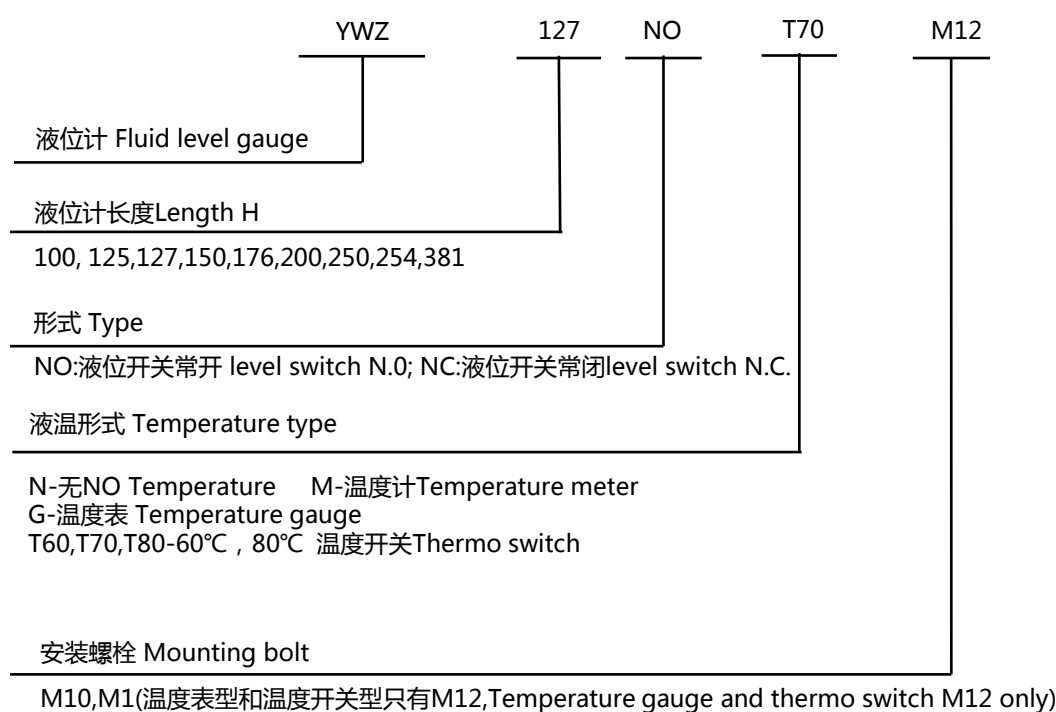 YWZ 127 NO T70 M12
液位计 Fluid level gauge
液位计长度Length H
100, 125,127,150,176,200,250,254,381
形式 Type
NO:液位开关常开 level switch N.0; NC:液位开关常闭level switch N.C.
液温形式 Temperature type
N-无NO Temperature M-温度计Temperature meter
G-温度表 Temperature gauge
T60,T70,T80-60℃，80℃ 温度开关Thermo switch
安装螺栓 Mounting bolt
M10,M1(温度表型和温度开关型只有M12,Temperature gauge and thermo switch M12 only)